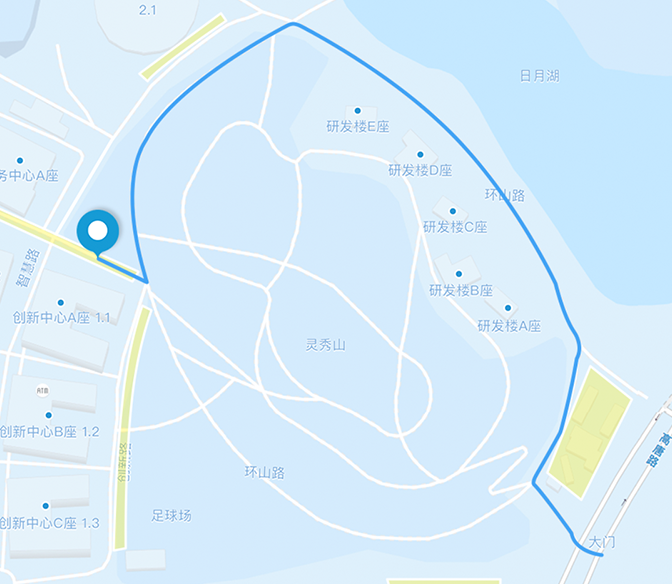 2.1
日月湖
研发楼E座
研发楼D座
务中心A座
环山路
研发楼C座
智慧路
研发楼B座
创新中心A座 1.1
研发楼A座
灵秀山
ATB
创新中心B座 1.2
高唐路
环山路
足球场
创新中心C座 1.3
大门